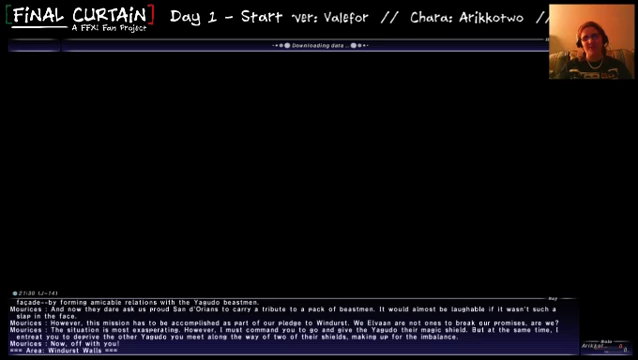 [FiNAL CURTAiN]
A FFXI Fan Project
Day 1 - Start
ver: Valefor // Chara: Arikkotwo //
Downloading data ...
21:30
façade--by forming amicable relations with the Yagudo beastmen.
Mourices : And now they dare ask us proud San d'Orians to carry a tribute to a pack of beastmen. It would almost be laughable if it wasn't such a
slap in the face.
Mourices : However, this mission has to be accomplished as part of our pledge to Windurst. We Elvaan are not ones to break our promises, are we?
Mourices : The situation is most exasperating. However, I must command you to go and give the Yagudo their magic shield. But at the same time, I
entreat you to deprive the other Yagudo you meet along the way of two of their shields, making up for the imbalance.
Mourices : Now, off with you!
=== Area: Windurst Walls ===
Solo